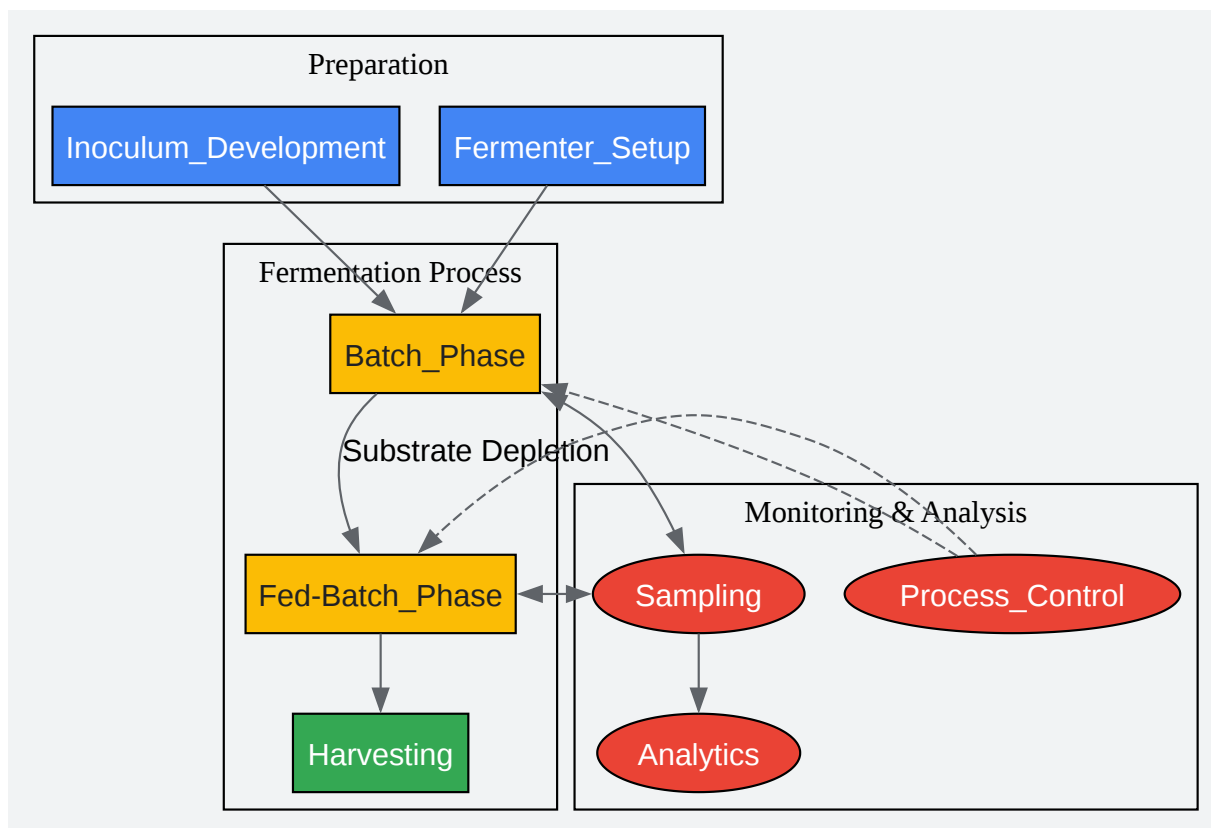 Preparation
Inoculum_Development
Fermenter_Setup
Fermentation Process
Batch_Phase
Substrate Depletion
Monitoring & Analysis
Fed-Batch_Phase
Sampling
Process_Control
Harvesting
Analytics